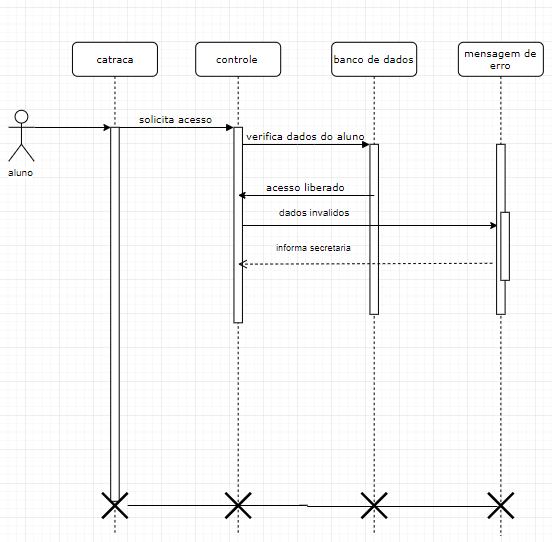 catraca
controle
banco de dados
mensagem de
erro
solicita acesso
verifica dados do aluno
aluno
acesso liberado
dados invalidos
informa secretaria